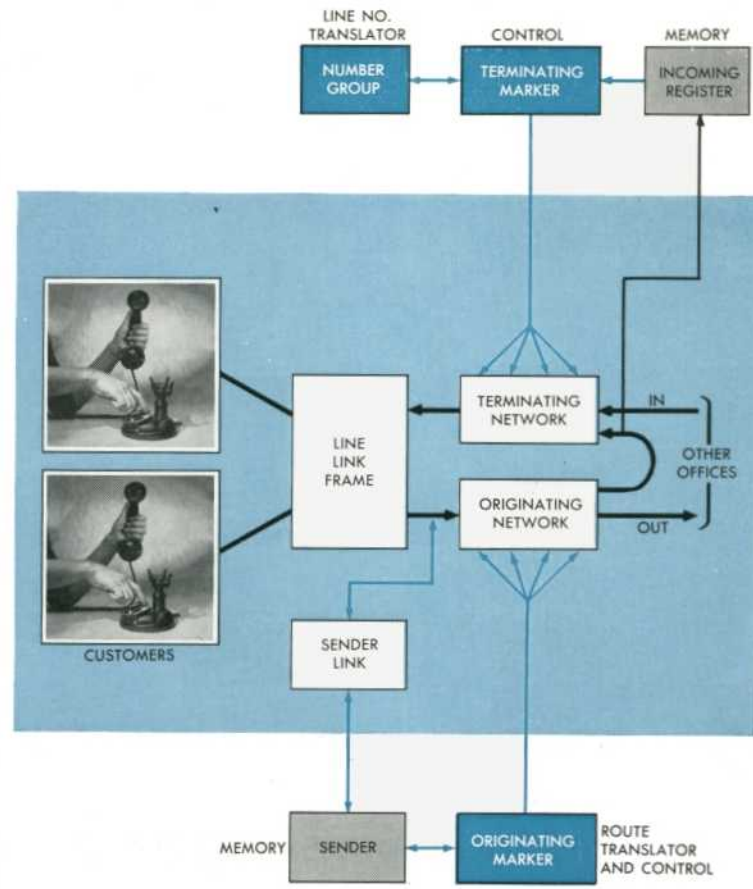 LINE NO.
TRANSLATOR
NUMBER
GROUP
CONTROL
TERMINATING
MARKER
MEMORY
INCOMING
REGISTER
LINE
LINK
FRAME
TERMINATING
NETWORK
IN
ORIGINATING
NETWORK
OUT
OTHER
OFFICES
CUSTOMERS
SENDER
LINK
MEMORY
SENDER
ORIGINATING
MARKER
ROUTE
TRANSLATOR
AND CONTROL